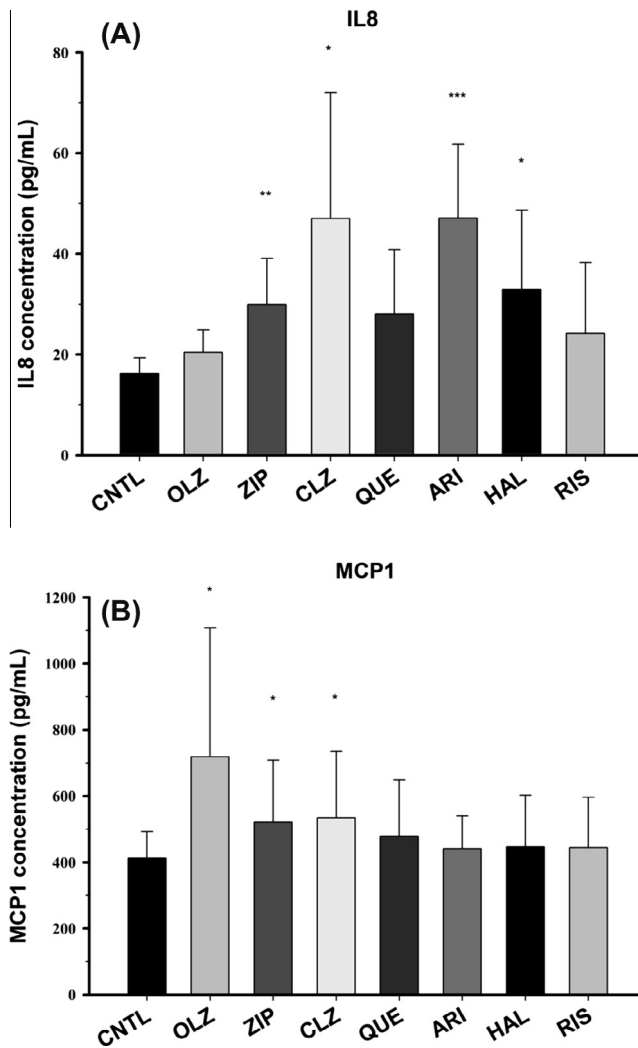 (A)
IL8
IL8 concentration (pg/mL)
80
60
40
20
0
*
**
***
*
CNTL
OLZ
ZIP
CLZ
QUE
ARI
HAL
RIS
MCP1
(B)
MCP1 concentration (pg/mL)
1200
1000
800
600
400
200
0
*
*
*
CNTL
OLZ
ZIP
CLZ
QUE
ARI
HAL
RIS